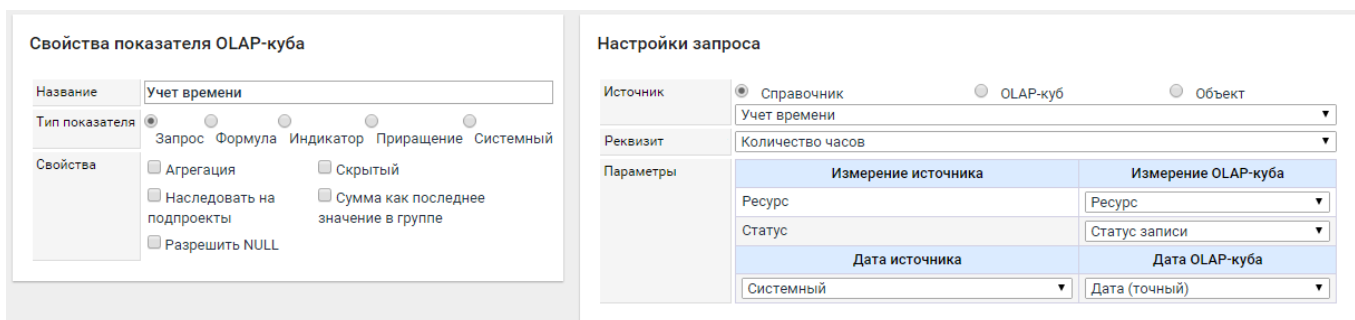 Свойства показателя OLAP-куба
Название
Учет времени
Тип показателя
Запрос Формула Индикатор Приращение Системный
Свойства
Агрегация
Скрытый
Наследовать на
подпроекты
Сумма как последнее
значение в группе
Разрешить NULL
Настройки запроса
Источник
Справочник OLAP-куб Объект
Учет времени
Реквизит
Количество часов
Параметры
Измерение источника Измерение OLAP-куба
Ресурс Ресурс
Статус Статус записи
Дата источника Дата OLAP-куба
Системный Дата (точный)